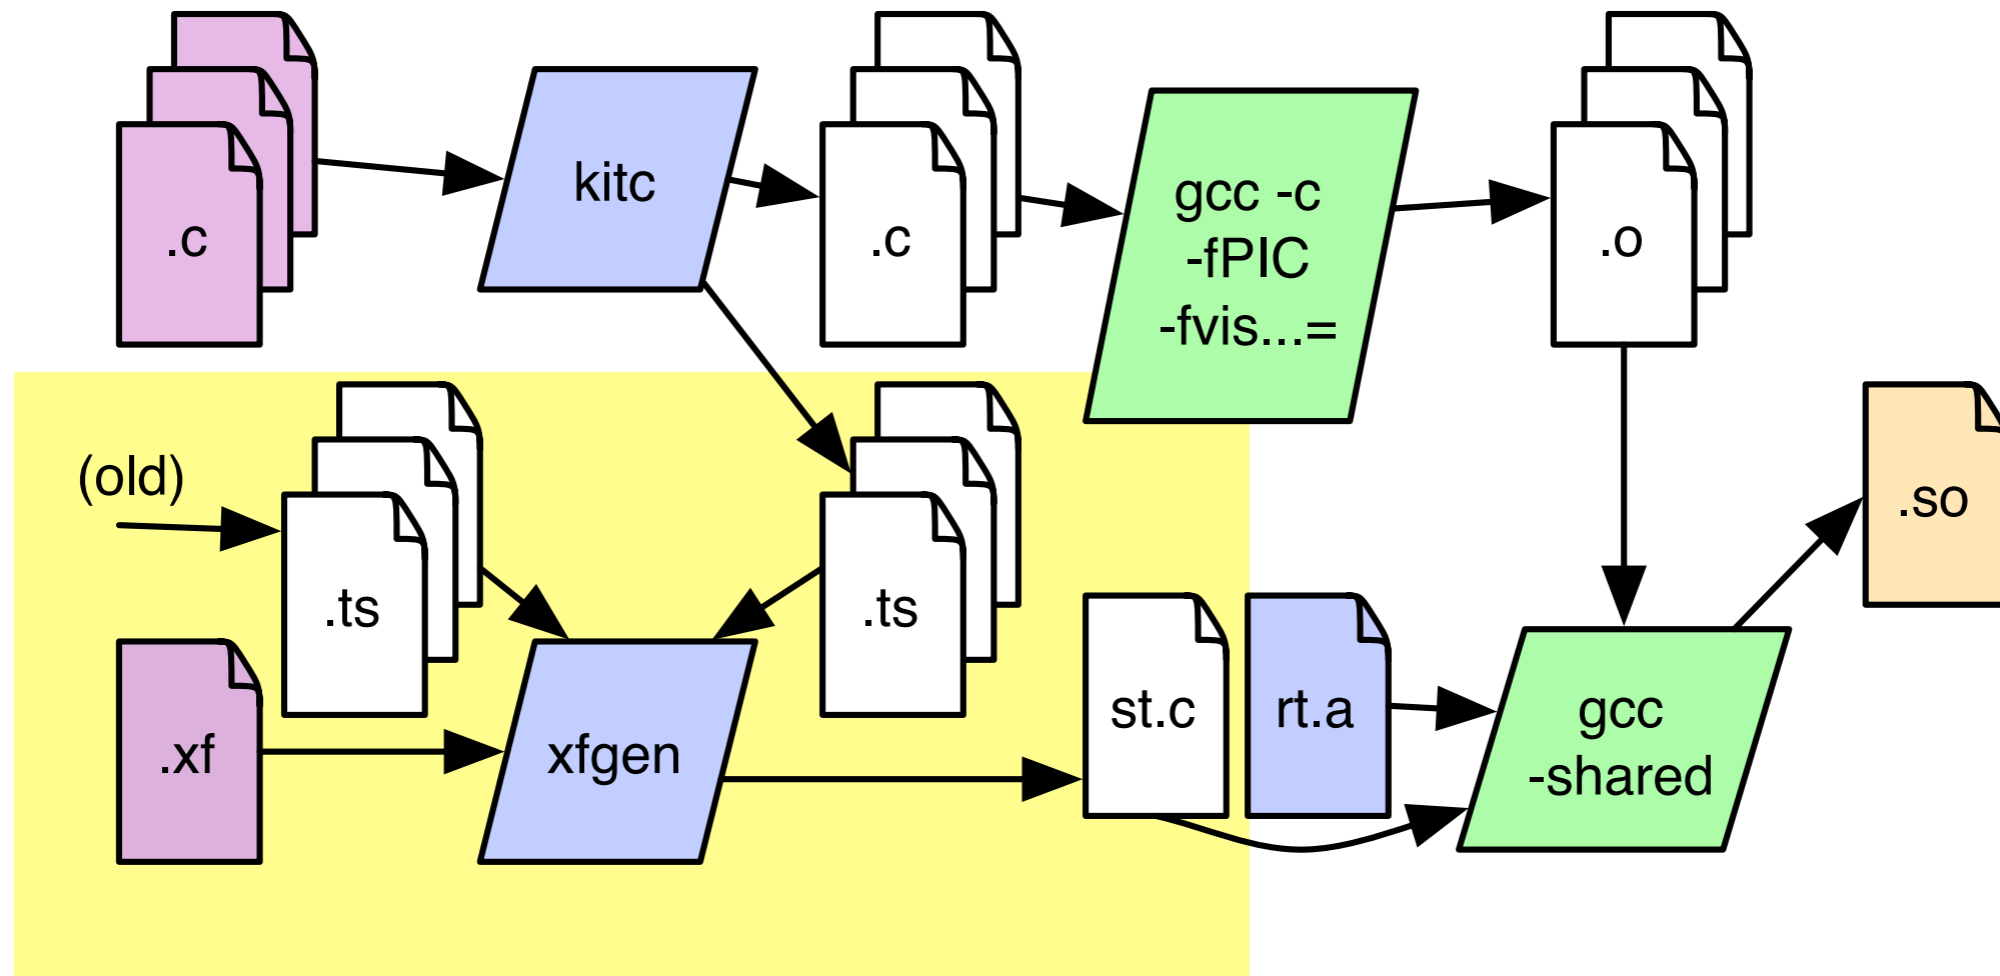 .c
kitc
.c
gcc -c
-fPIC
-fvis...=
.o
(old)
.ts
.ts
.so
.xf
xfgen
st.c
rt.a
gcc
-shared